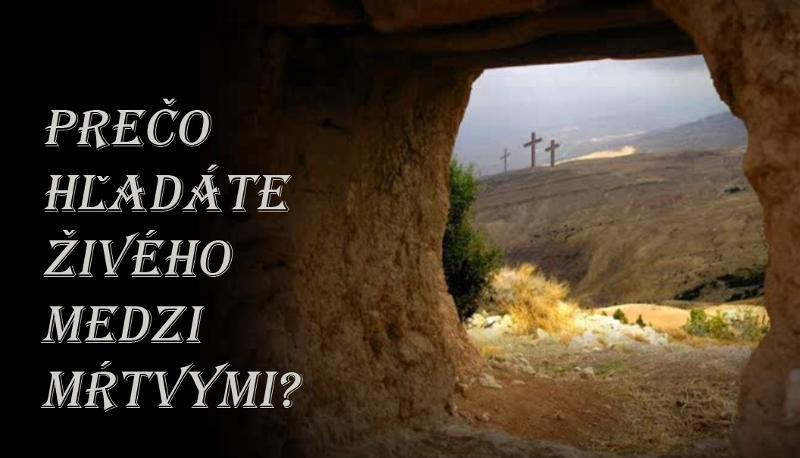 PREČO
HĽADÁTE
ŽIVÉHO
MEDZI
MŔTVYMI?